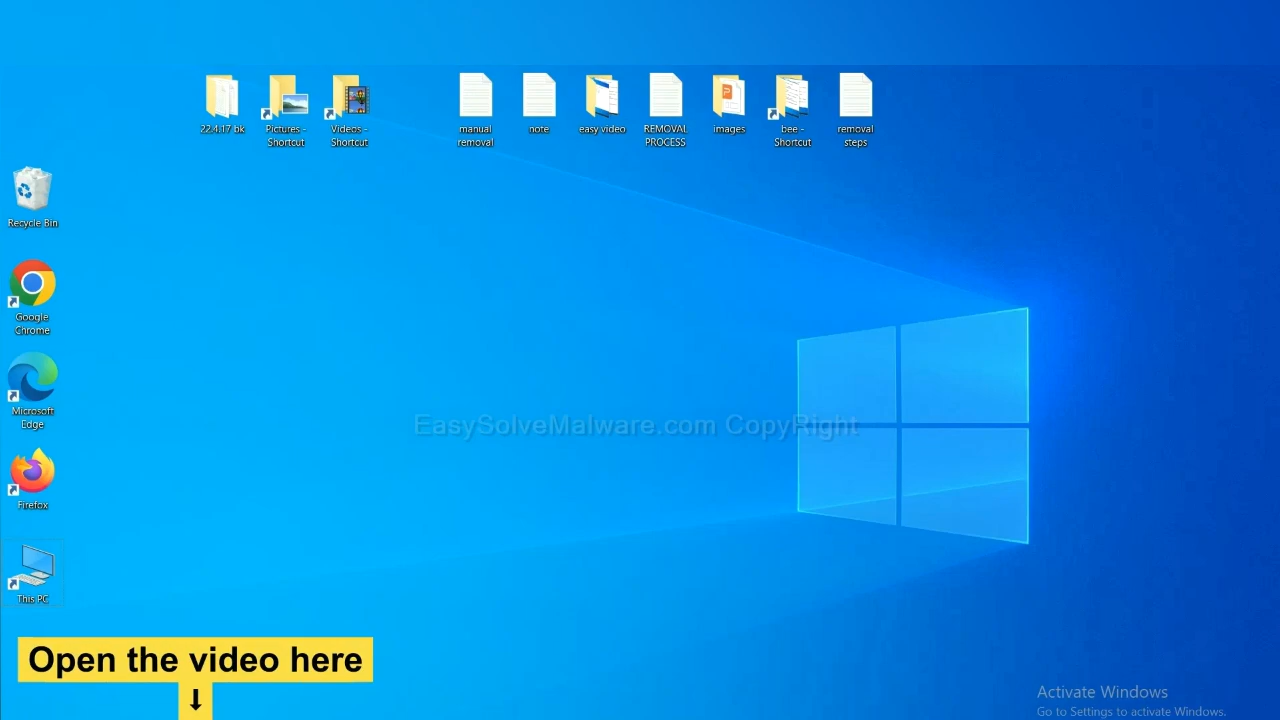 22.4.17 bk
Pictures -
Shortcut
Videos -
Shortcut
manual
removal
note
easy video
REMOVAL
PROCESS
images
bee -
Shortcut
removal
steps
Recycle Bin
Google
Chrome
Microsoft
Edge
Firefox
This PC
EasySolveMalware.com CopyRight
Open the video here
↓
Activate Windows
Go to Settings to activate Windows.